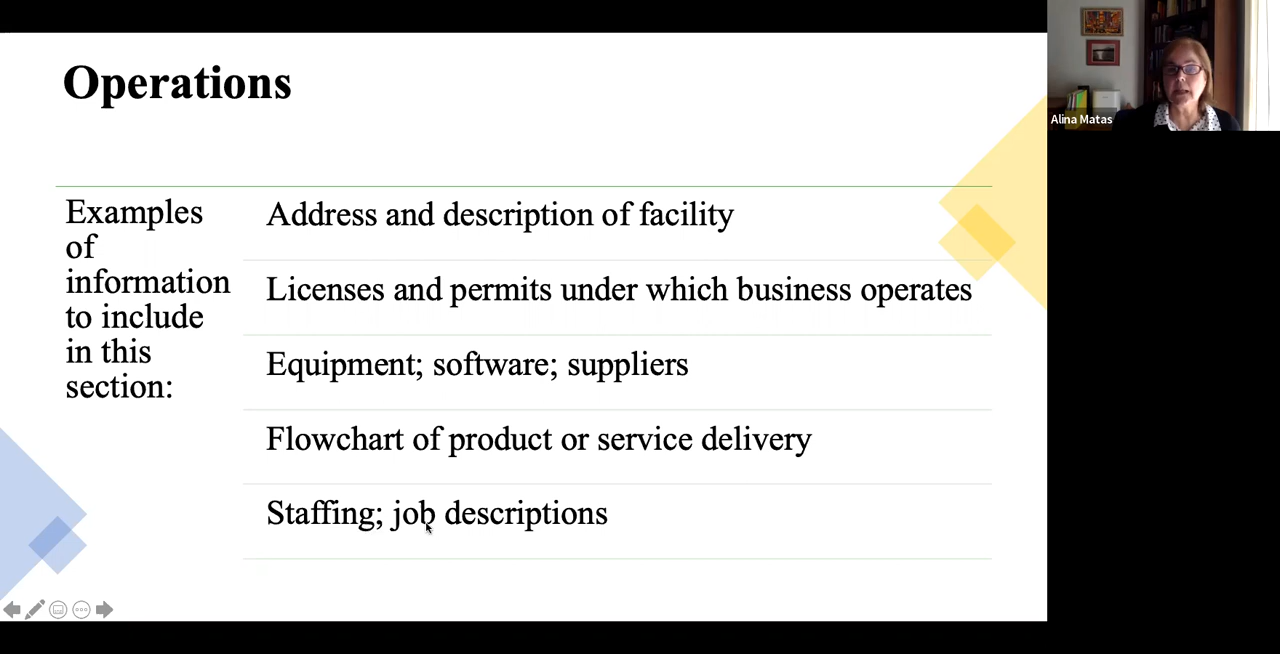 Operations
Alina Matas
Examples
of
information
to include
in this
section:
Address and description of facility
Licenses and permits under which business operates
Equipment; software; suppliers
Flowchart of product or service delivery
Staffing; job descriptions